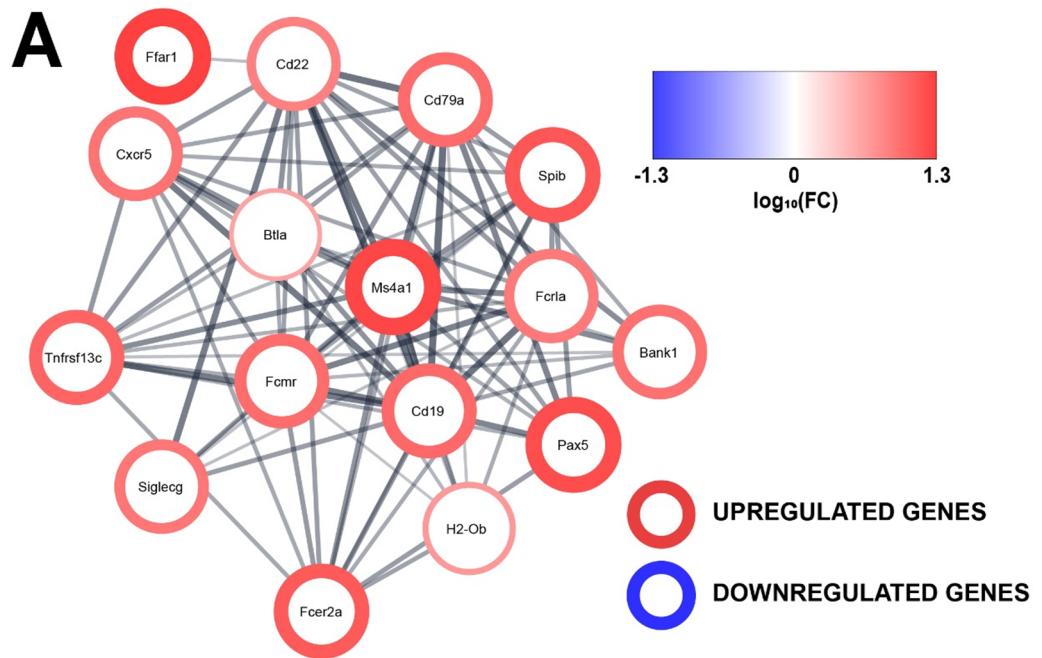 A
Ffar1
Cd22
Cd79a
Cxcr5
Spib
Btla
Ms4a1
Fcrla
Tnfrsf13c
Fcmr
Bank1
Cd19
Pax5
Siglecg
H2-Ob
Fcer2a
-1.3 0 1.3
log₁₀(FC)
UPREGULATED GENES
DOWNREGULATED GENES